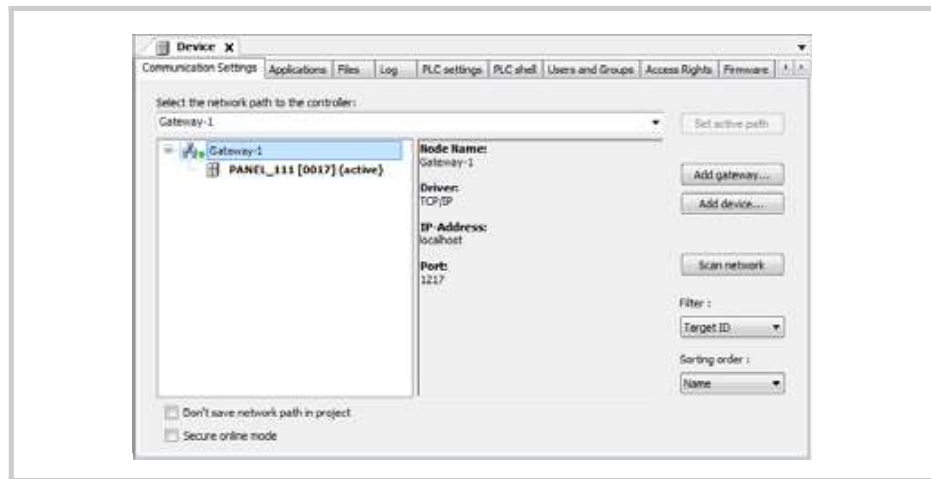 Device X
Communication Settings Applications Files Log PLC settings PLC shell Users and Groups Access Rights Firmware
Select the network path to the controller:
Gateway-1
Set active path
Gateway-1
PANEL_111 [0017] (active)
Node Name:
Gateway-1
Driver:
TCP/IP
IP-Address:
localhost
Port:
1217
Add gateway...
Add device...
Scan network
Filter :
Target ID
Sorting order :
Name
Don't save network path in project
Secure online mode